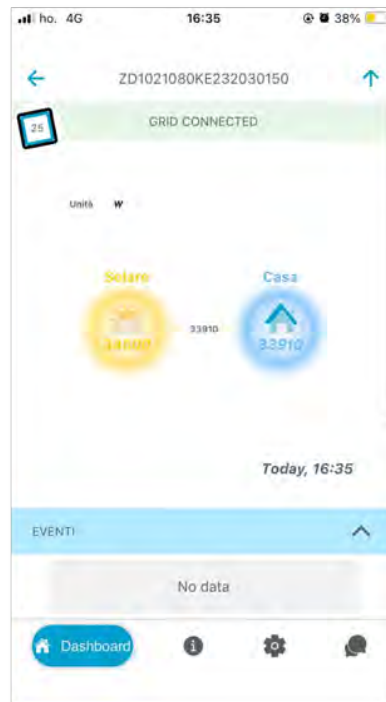 ho. 4G 16:35 38%
ZD1021080KE232030150
25
GRID CONNECTED
Unità W
Solare Casa
33910
33910
Today, 16:35
EVENTI
No data
Dashboard